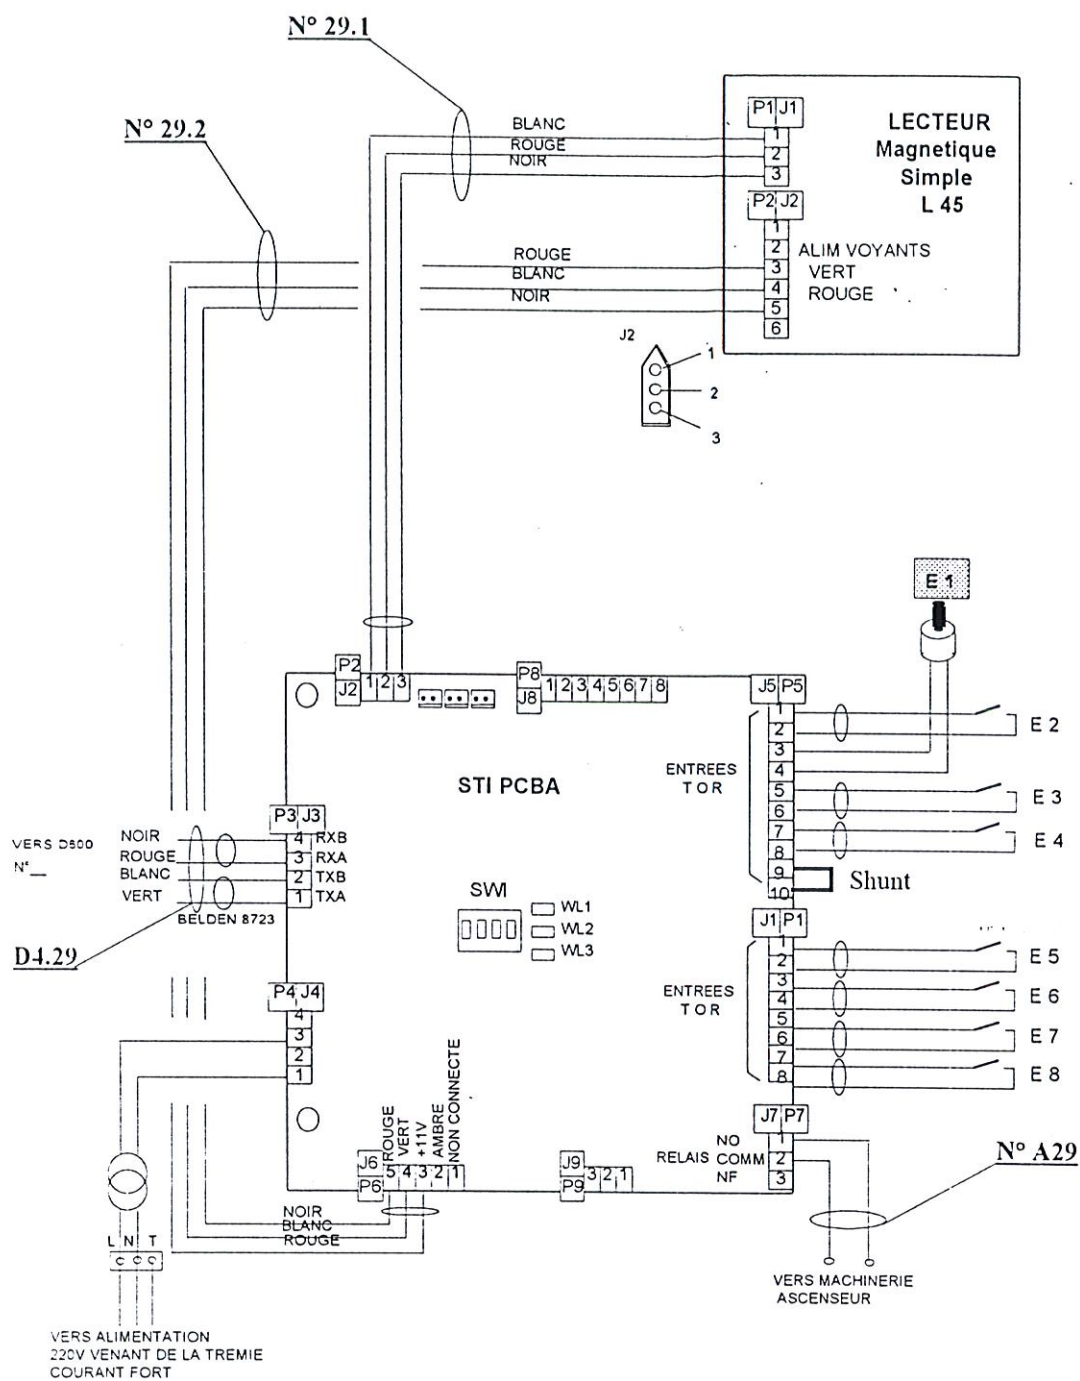 N° 29.1
N° 29.2
BLANC
ROUGE
NOIR
P1 J1
1
2
3
LECTEUR
Magnetique
Simple
L 45
P2 J2
1
2
3
4
5
6
ALIM VOYANTS
VERT
ROUGE
ROUGE
BLANC
NOIR
J2
1
2
3
E 1
P2
J2
1 2 3
P8
J8
1 2 3 4 5 6 7 8
J5 P5
1
2
3
4
5
6
7
8
9
10
ENTREES
T O R
E 2
E 3
E 4
Shunt
STI PCBA
P3 J3
4 RXB
3 RXA
2 TXB
1 TXA
VERS D600
N°__
NOIR
ROUGE
BLANC
VERT
BELDEN 8723
D4.29
SWI
WL1
WL2
WL3
J1 P1
1
2
3
4
5
6
7
8
ENTREES
T O R
E 5
E 6
E 7
E 8
P4 J4
4
3
2
1
ROUGE
VERT
+11V
AMBRE
NON CONNECTE
J6
P6
5 4 3 2 1
J9
P9
3 2 1
J7 P7
1
2
3
NO
RELAIS COMM
NF
N° A29
NOIR
BLANC
ROUGE
L N T
VERS MACHINERIE
ASCENSEUR
VERS ALIMENTATION
220V VENANT DE LA TREMIE
COURANT FORT